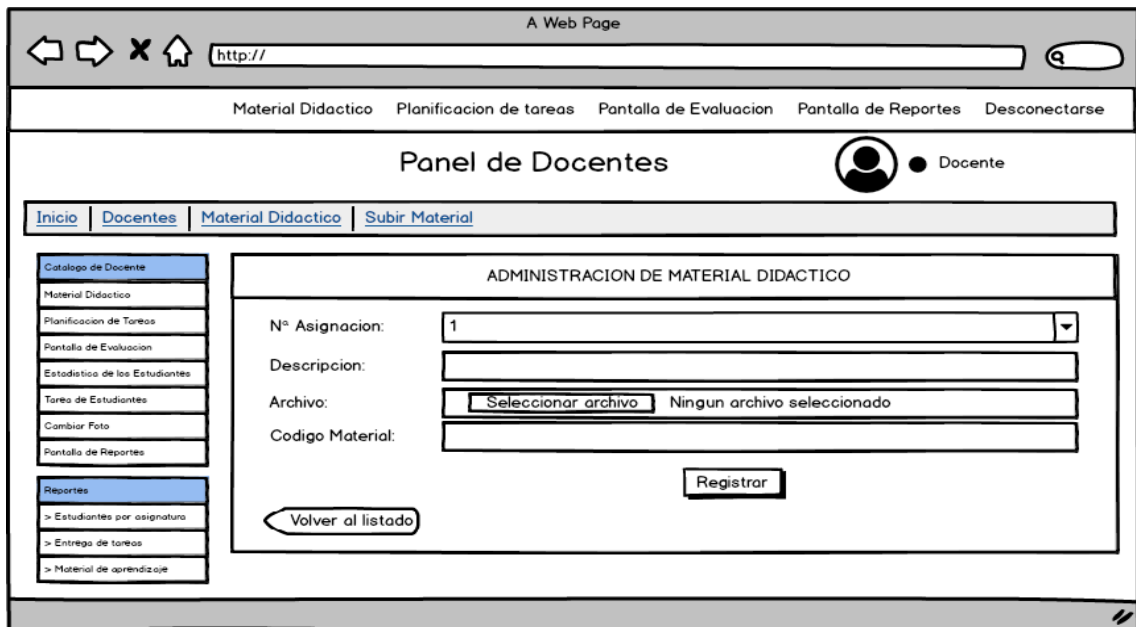 A Web Page
http://
Material Didactico Planificacion de tareas Pantalla de Evaluacion Pantalla de Reportes Desconectarse
Panel de Docentes
Docente
Inicio Docentes Material Didactico Subir Material
Catalogo de Docente
Material Didactico
Planificacion de Tareas
Pantalla de Evaluacion
Estadistica de los Estudiantes
Tarea de Estudiantes
Cambiar Foto
Pantalla de Reportes
Reportes
> Estudiantes por asignatura
> Entrega de tareas
> Material de aprendizaje
ADMINISTRACION DE MATERIAL DIDACTICO
Nª Asignacion: 1
Descripcion:
Archivo: Seleccionar archivo Ningun archivo seleccionado
Codigo Material:
Registrar
Volver al listado